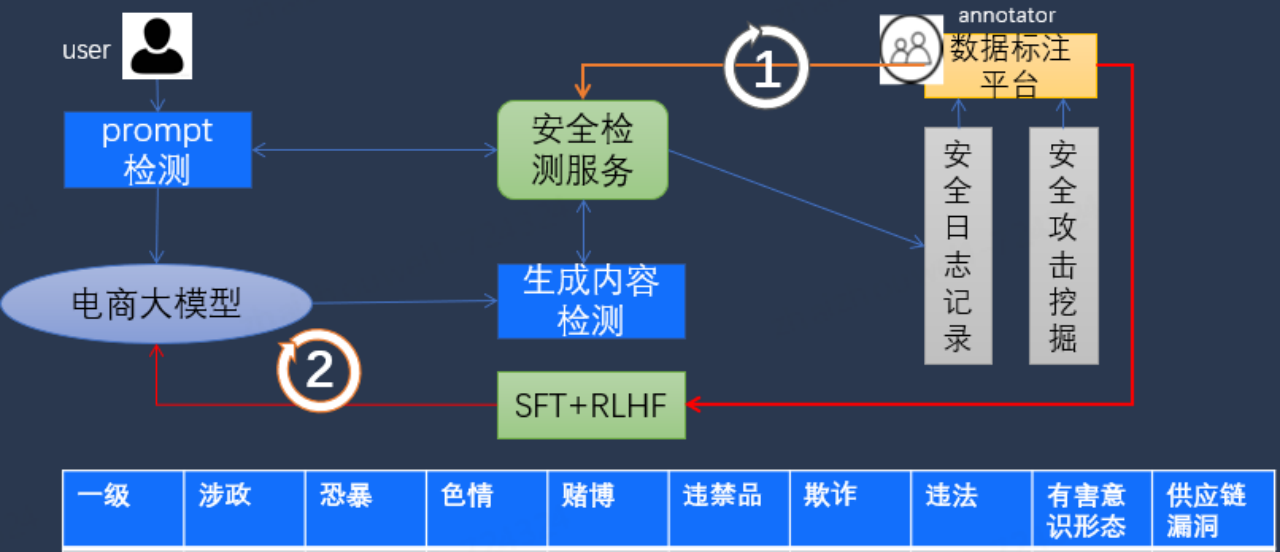 annotator
user
1
数据标注
平台
prompt
检测
安全检
测服务
安全日志记录
安全攻击挖掘
电商大模型
生成内容
检测
2
SFT+RLHF
一级
涉政
恐暴
色情
赌博
违禁品
欺诈
违法
有害意
识形态
供应链
漏洞